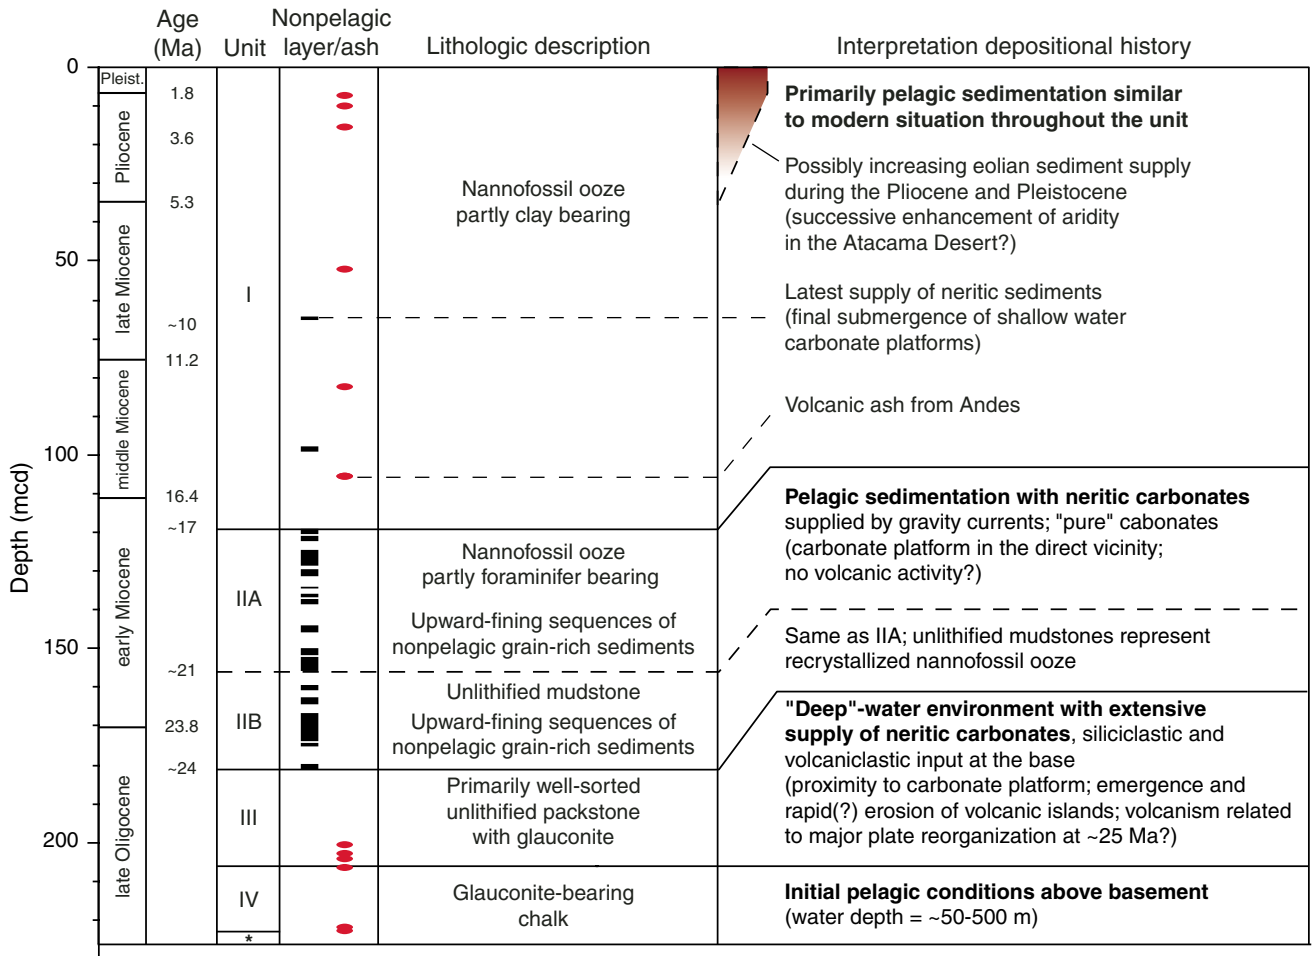 Age
(Ma)
Unit
Nonpelagic
layer/ash
Lithologic description
Interpretation depositional history
Depth (mcd)
0
50
100
150
200
Pleist.
Pliocene
late Miocene
middle Miocene
early Miocene
late Oligocene
1.8
3.6
5.3
~10
11.2
16.4
~17
~21
23.8
~24
I
IIA
IIB
III
IV
*
Nannofossil ooze
partly clay bearing
Nannofossil ooze
partly foraminifer bearing
Upward-fining sequences of
nonpelagic grain-rich sediments
Unlithified mudstone
Upward-fining sequences of
nonpelagic grain-rich sediments
Primarily well-sorted
unlithified packstone
with glauconite
Glauconite-bearing
chalk
Primarily pelagic sedimentation similar
to modern situation throughout the unit
Possibly increasing eolian sediment supply
during the Pliocene and Pleistocene
(successive enhancement of aridity
in the Atacama Desert?)
Latest supply of neritic sediments
(final submergence of shallow water
carbonate platforms)
Volcanic ash from Andes
Pelagic sedimentation with neritic carbonates
supplied by gravity currents; "pure" cabonates
(carbonate platform in the direct vicinity;
no volcanic activity?)
Same as IIA; unlithified mudstones represent
recrystallized nannofossil ooze
"Deep"-water environment with extensive
supply of neritic carbonates, siliciclastic and
volcaniclastic input at the base
(proximity to carbonate platform; emergence and
rapid(?) erosion of volcanic islands; volcanism related
to major plate reorganization at ~25 Ma?)
Initial pelagic conditions above basement
(water depth = ~50-500 m)